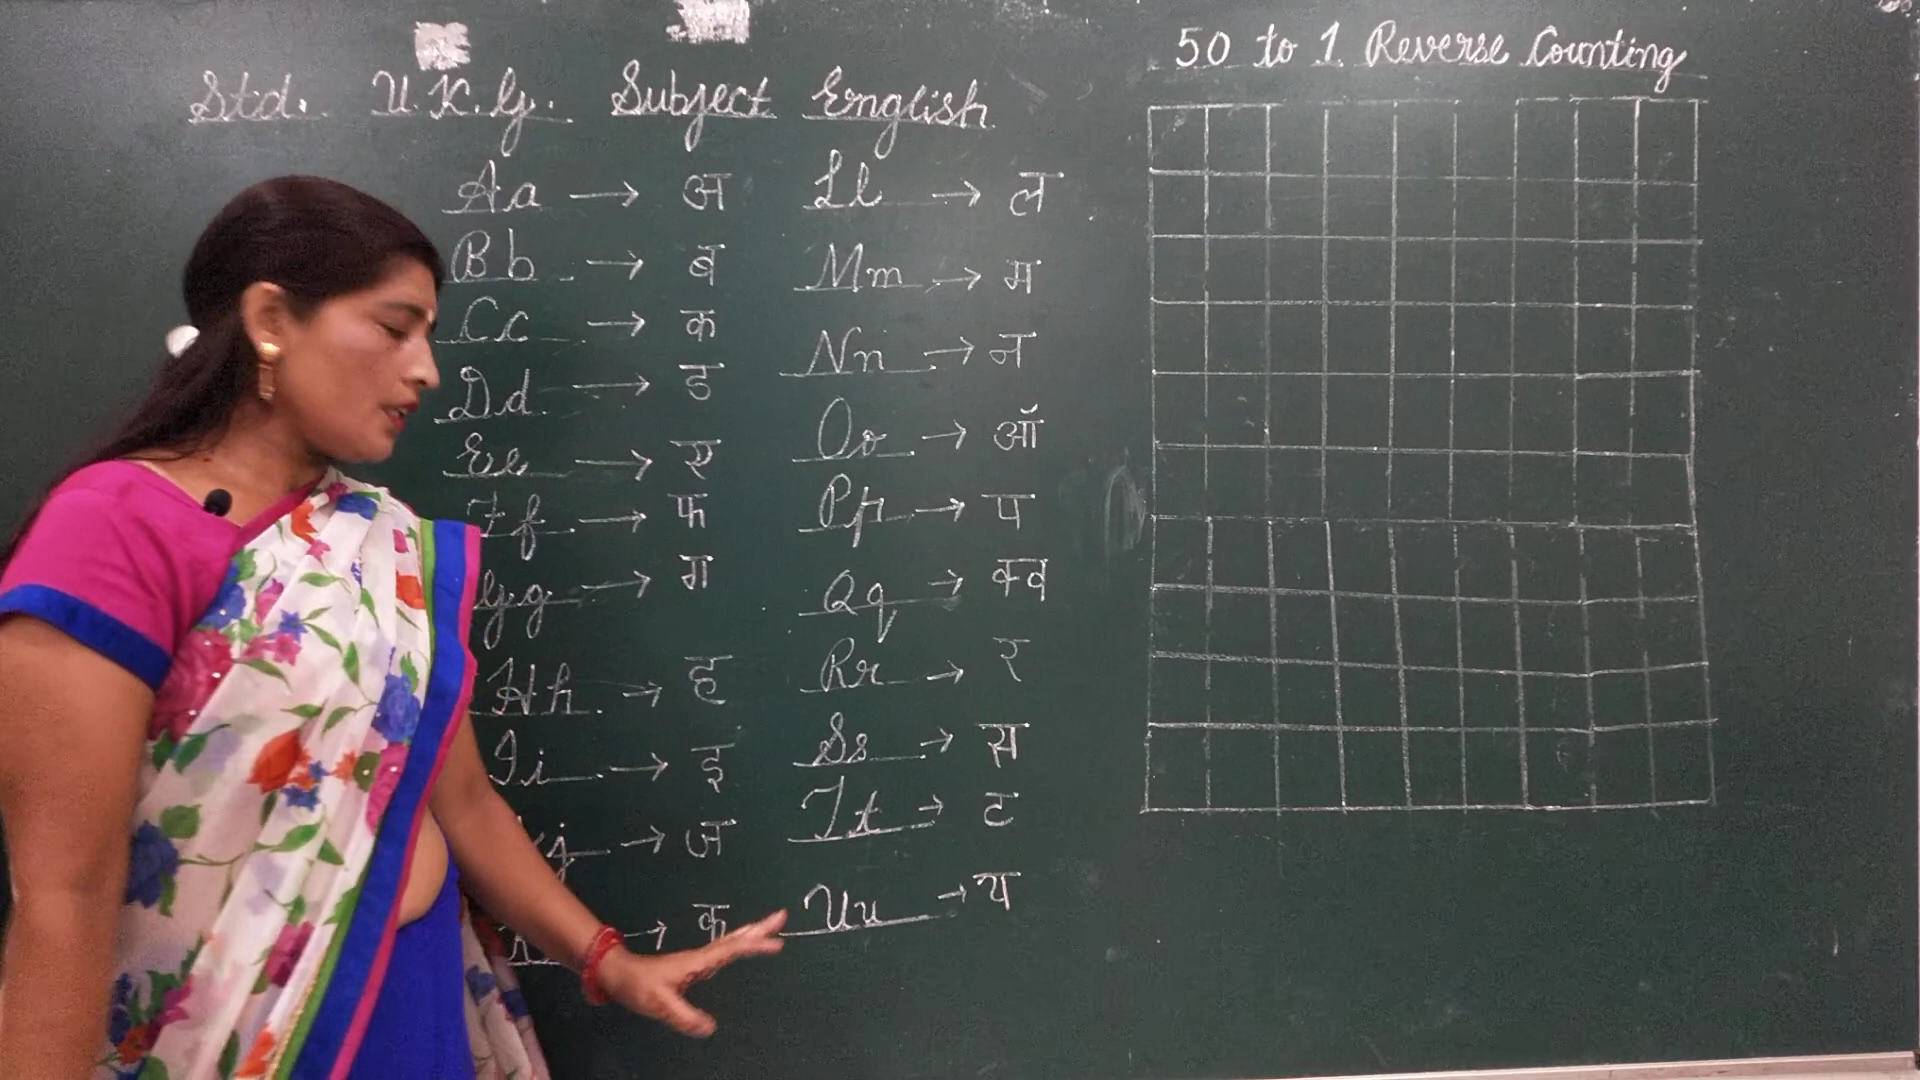 Std. U.K.G. Subject English
Aa → अ
Bb → ब
Cc → क
Dd → ड
Ee → ए
Ff → फ
Gg → ग
Hh → ह
Ii → इ
j → ज
→ क
Ll → ल
Mm → म
Nn → न
Oo → ऑ
Pp → प
Qq → क्व
Rr → र
Ss → स
Tt → ट
Uu → य
50 to 1 Reverse Counting